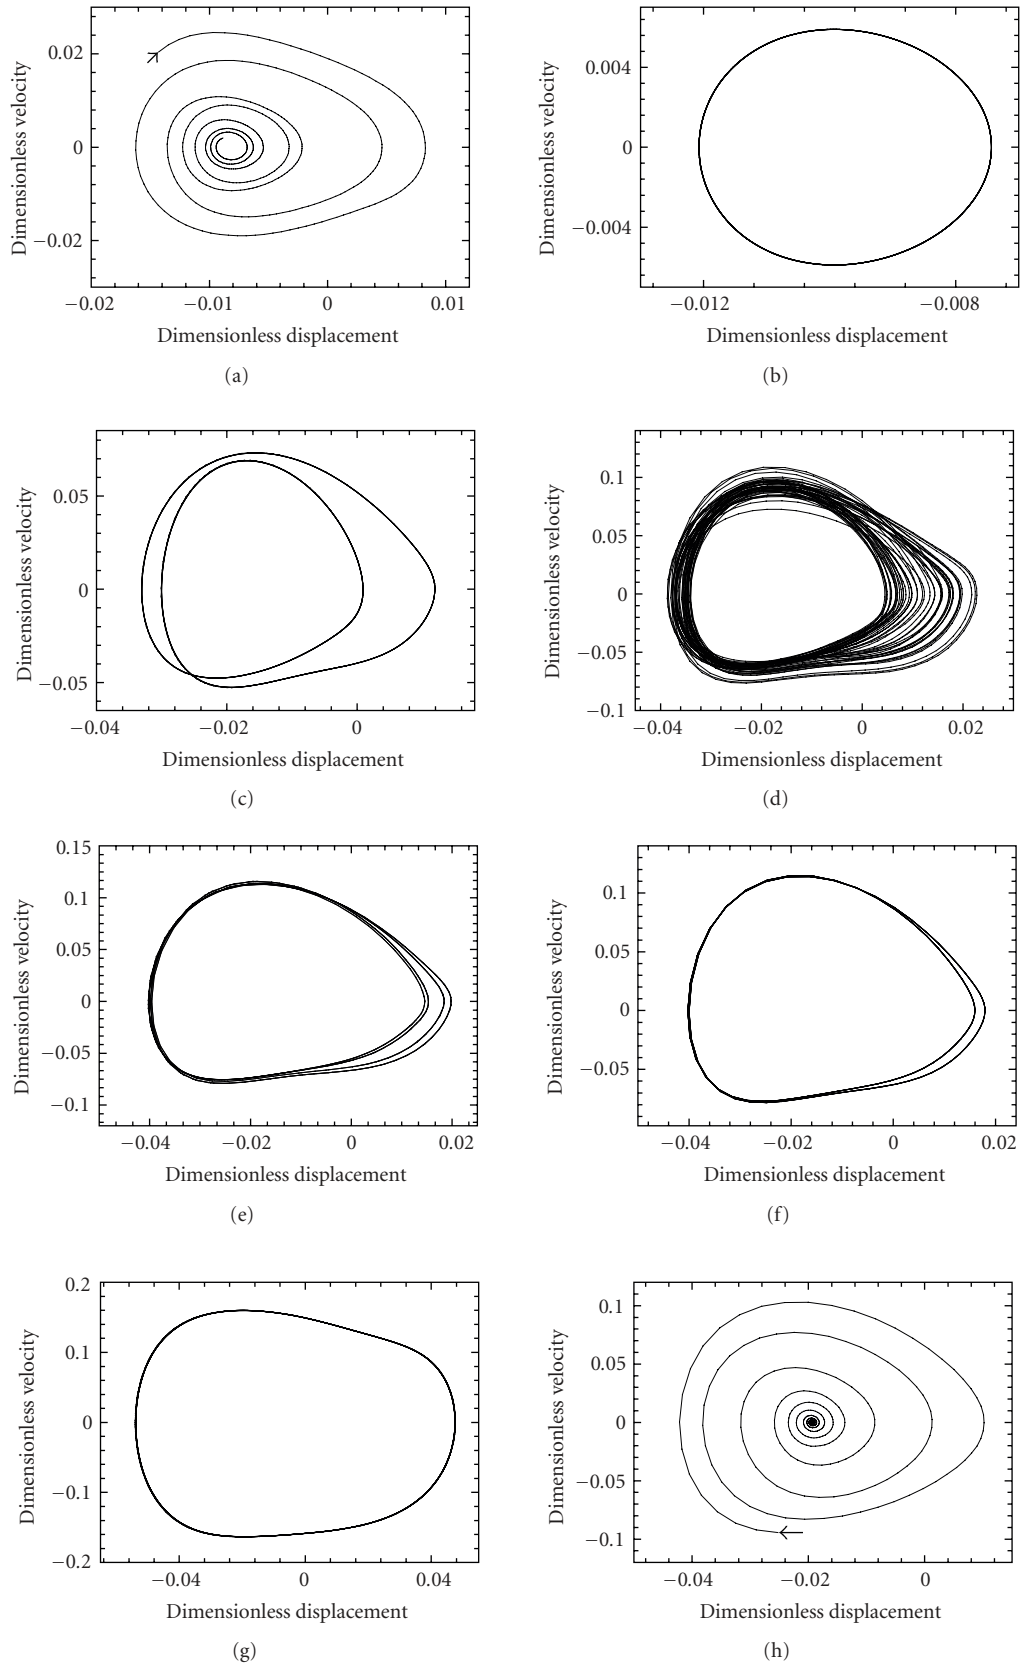 Dimensionless velocity
0.02
0
−0.02
−0.02 −0.01 0 0.01
Dimensionless displacement
(a)
Dimensionless velocity
0.004
0
−0.004
−0.012 −0.008
Dimensionless displacement
(b)
Dimensionless velocity
0.05
0
−0.05
−0.04 −0.02 0
Dimensionless displacement
(c)
Dimensionless velocity
0.1
0.05
0
−0.05
−0.1
−0.04 −0.02 0 0.02
Dimensionless displacement
(d)
Dimensionless velocity
0.15
0.1
0.05
0
−0.05
−0.1
−0.04 −0.02 0 0.02
Dimensionless displacement
(e)
Dimensionless velocity
0.1
0.05
0
−0.05
−0.04 −0.02 0 0.02
Dimensionless displacement
(f)
Dimensionless velocity
0.2
0.1
0
−0.1
−0.2
−0.04 0 0.04
Dimensionless displacement
(g)
Dimensionless velocity
0.1
0.05
0
−0.05
−0.1
−0.04 −0.02 0
Dimensionless displacement
(h)